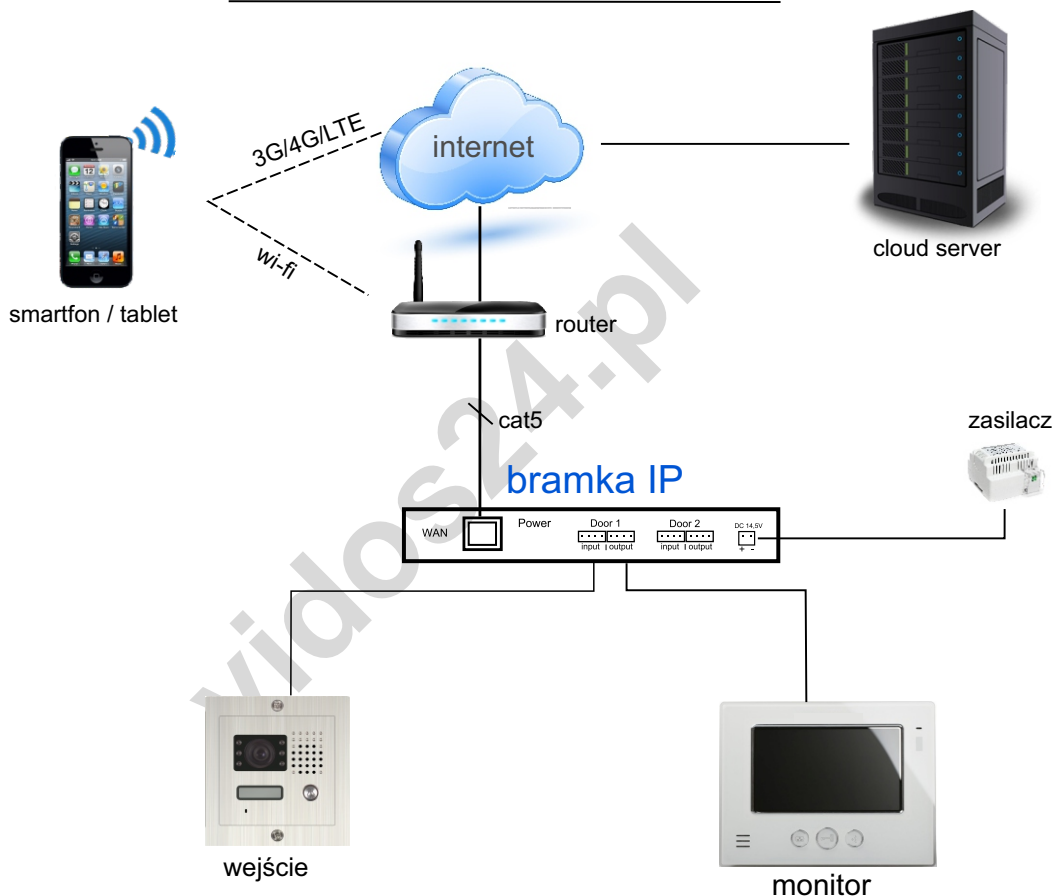 internet
3G/4G/LTE
wi-fi
cloud server
smartfon / tablet
router
cat5
zasilacz
bramka IP
WAN
Power
Door 1
Door 2
DC 14,5V
input
output
input
output
+ -
vidos24.pl
wejście
monitor